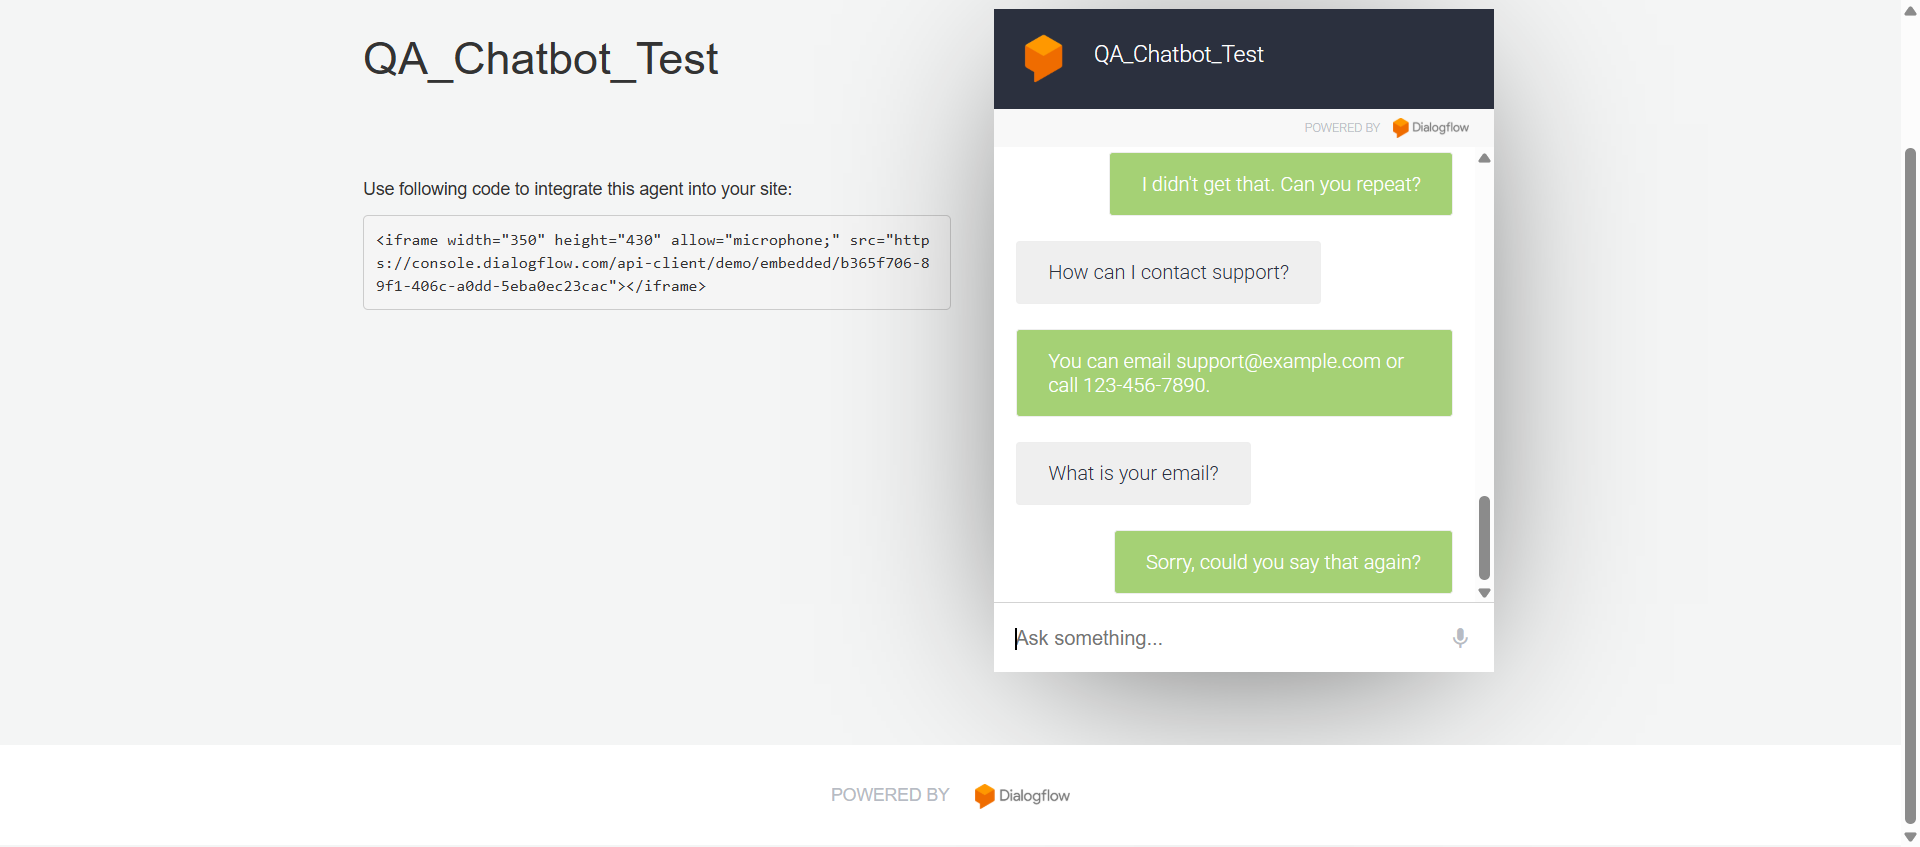 QA_Chatbot_Test
Use following code to integrate this agent into your site:
<iframe width="350" height="430" allow="microphone;" src="http
s://console.dialogflow.com/api-client/demo/embedded/b365f706-8
9f1-406c-a0dd-5eba0ec23cac"></iframe>
QA_Chatbot_Test
POWERED BY Dialogflow
I didn't get that. Can you repeat?
How can I contact support?
You can email support@example.com or
call 123-456-7890.
What is your email?
Sorry, could you say that again?
Ask something...
POWERED BY Dialogflow